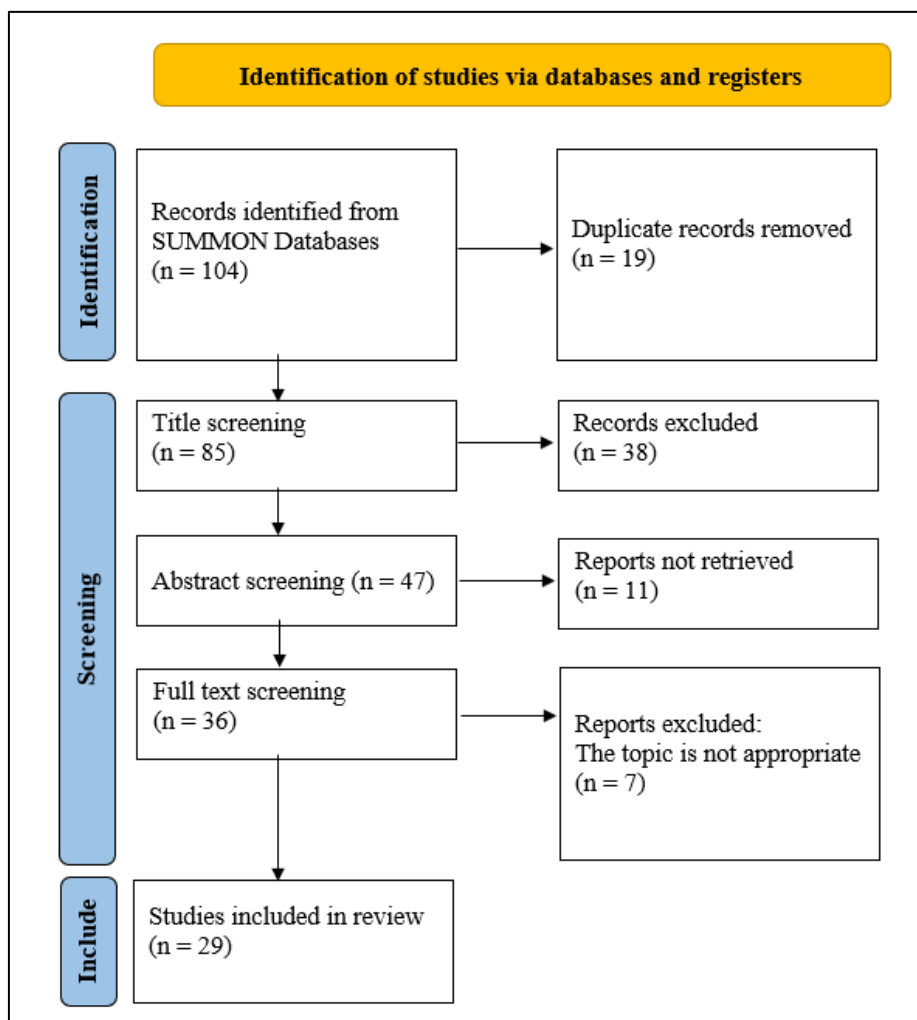 Identification of studies via databases and registers
Identification
Records identified from
SUMMON Databases
(n = 104)
Duplicate records removed
(n = 19)
Screening
Title screening
(n = 85)
Records excluded
(n = 38)
Abstract screening (n = 47)
Reports not retrieved
(n = 11)
Full text screening
(n = 36)
Reports excluded:
The topic is not appropriate
(n = 7)
Include
Studies included in review
(n = 29)